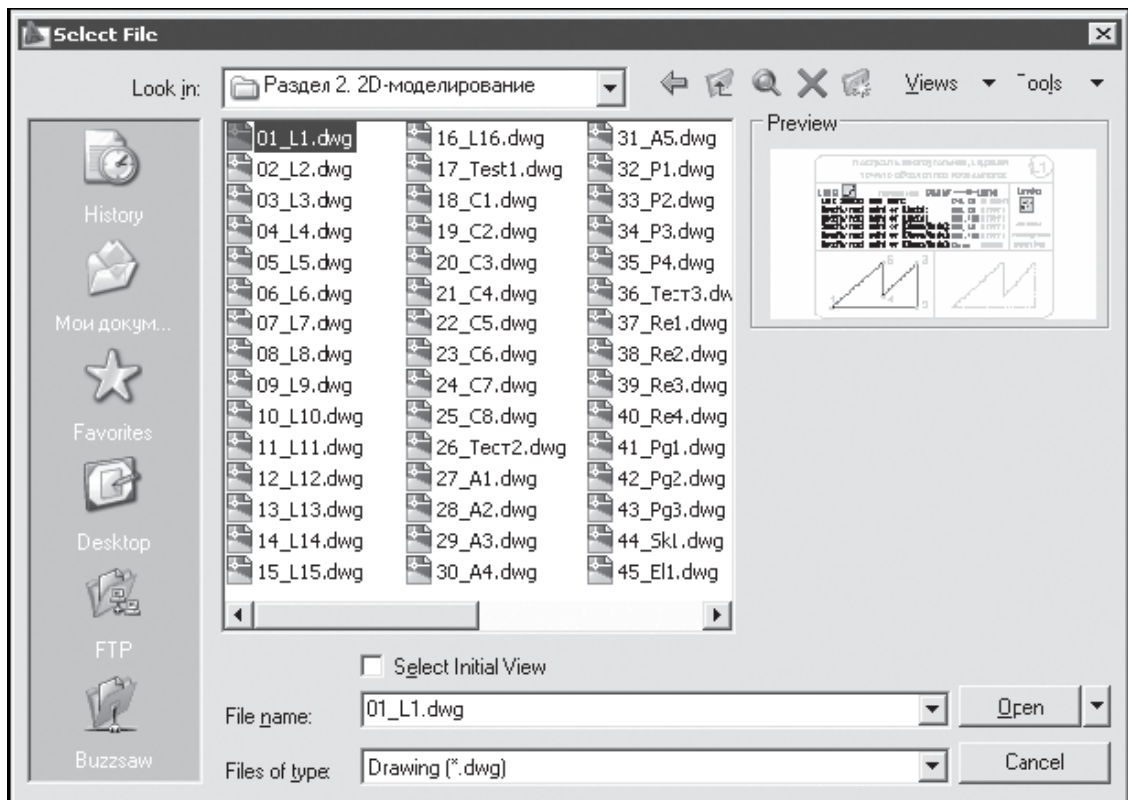 Select File
Look in:
Раздел 2. 2D-моделирование
Views
Tools
History
Мои докум...
Favorites
Desktop
FTP
Buzzsaw
01_L1.dwg
02_L2.dwg
03_L3.dwg
04_L4.dwg
05_L5.dwg
06_L6.dwg
07_L7.dwg
08_L8.dwg
09_L9.dwg
10_L10.dwg
11_L11.dwg
12_L12.dwg
13_L13.dwg
14_L14.dwg
15_L15.dwg
16_L16.dwg
17_Test1.dwg
18_C1.dwg
19_C2.dwg
20_C3.dwg
21_C4.dwg
22_C5.dwg
23_C6.dwg
24_C7.dwg
25_C8.dwg
26_Тест2.dwg
27_A1.dwg
28_A2.dwg
29_A3.dwg
30_A4.dwg
31_A5.dwg
32_P1.dwg
33_P2.dwg
34_P3.dwg
35_P4.dwg
36_Тест3.dw
37_Re1.dwg
38_Re2.dwg
39_Re3.dwg
40_Re4.dwg
41_Pg1.dwg
42_Pg2.dwg
43_Pg3.dwg
44_Skl.dwg
45_El1.dwg
Preview
L1
Select Initial View
File name:
01_L1.dwg
Open
Files of type:
Drawing (*.dwg)
Cancel